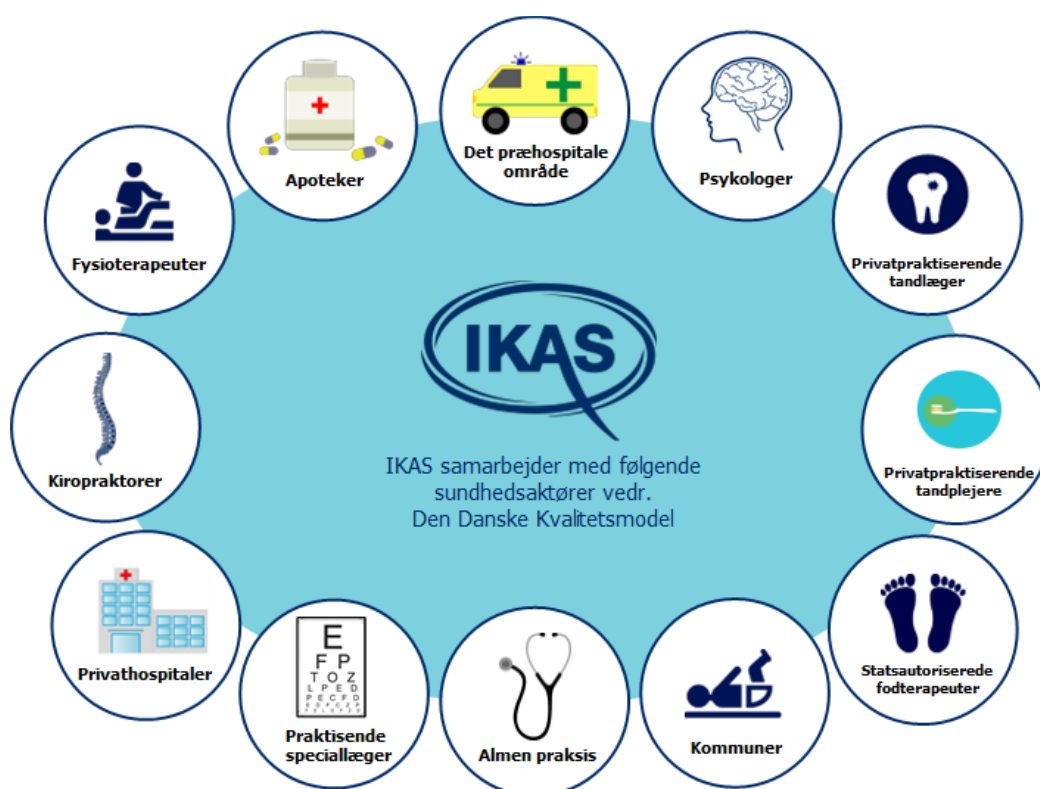 Det præhospitale
område
Psykologer
Privatpraktiserende
tandlæger
Privatpraktiserende
tandplejere
Statsautoriserede
fodterapeuter
Kommuner
Almen praksis
E
F P
T O Z
L P E D
P E C F D
E D F C Z P
F E L O P Z D
Praktisende
speciallæger
Privathospitaler
Kiropraktorer
Fysioterapeuter
Apoteker
IKAS
IKAS samarbejder med følgende
sundhedsaktører vedr.
Den Danske Kvalitetsmodel